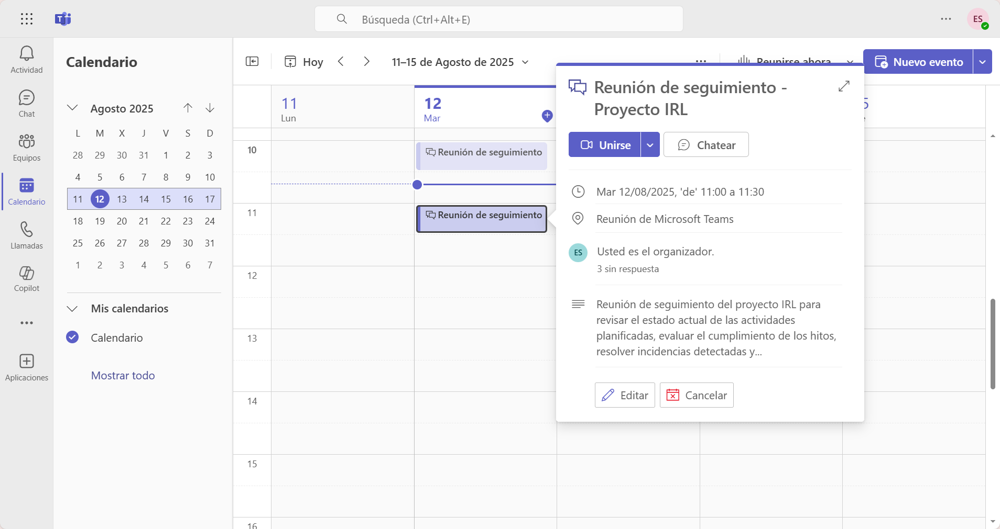 Búsqueda (Ctrl+Alt+E)
ES
Actividad
Chat
Equipos
Calendario
Llamadas
Copilot
Aplicaciones
Calendario
Agosto 2025
L M X J V S D
28 29 30 31 1 2 3
4 5 6 7 8 9 10
11 12 13 14 15 16 17
18 19 20 21 22 23 24
25 26 27 28 29 30 31
1 2 3 4 5 6 7
Mis calendarios
Calendario
Mostrar todo
Hoy
11–15 de Agosto de 2025
Reunirse ahora
Nuevo evento
11
Lun
12
Mar
10
11
12
13
14
15
16
Reunión de seguimiento
Reunión de seguimiento
Reunión de seguimiento -
Proyecto IRL
Unirse
Chatear
Mar 12/08/2025, 'de' 11:00 a 11:30
Reunión de Microsoft Teams
ES
Usted es el organizador.
3 sin respuesta
Reunión de seguimiento del proyecto IRL para
revisar el estado actual de las actividades
planificadas, evaluar el cumplimiento de los hitos,
resolver incidencias detectadas y...
Editar
Cancelar